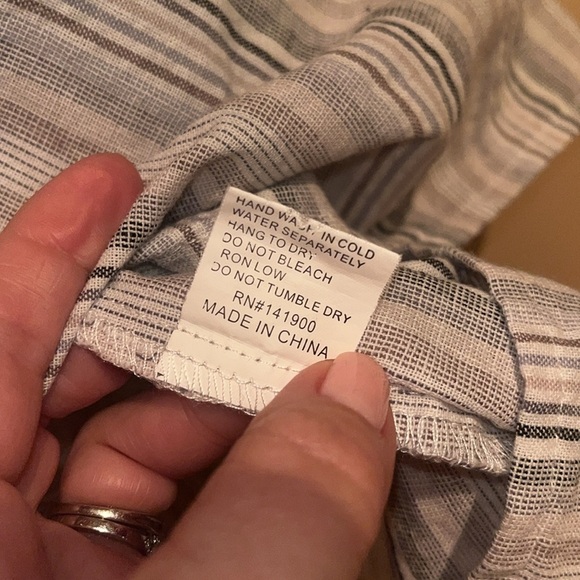 HAND WASH IN COLD
WATER SEPARATELY
HANG TO DRY
DO NOT BLEACH
IRON LOW
DO NOT TUMBLE DRY
RN#141900
MADE IN CHINA